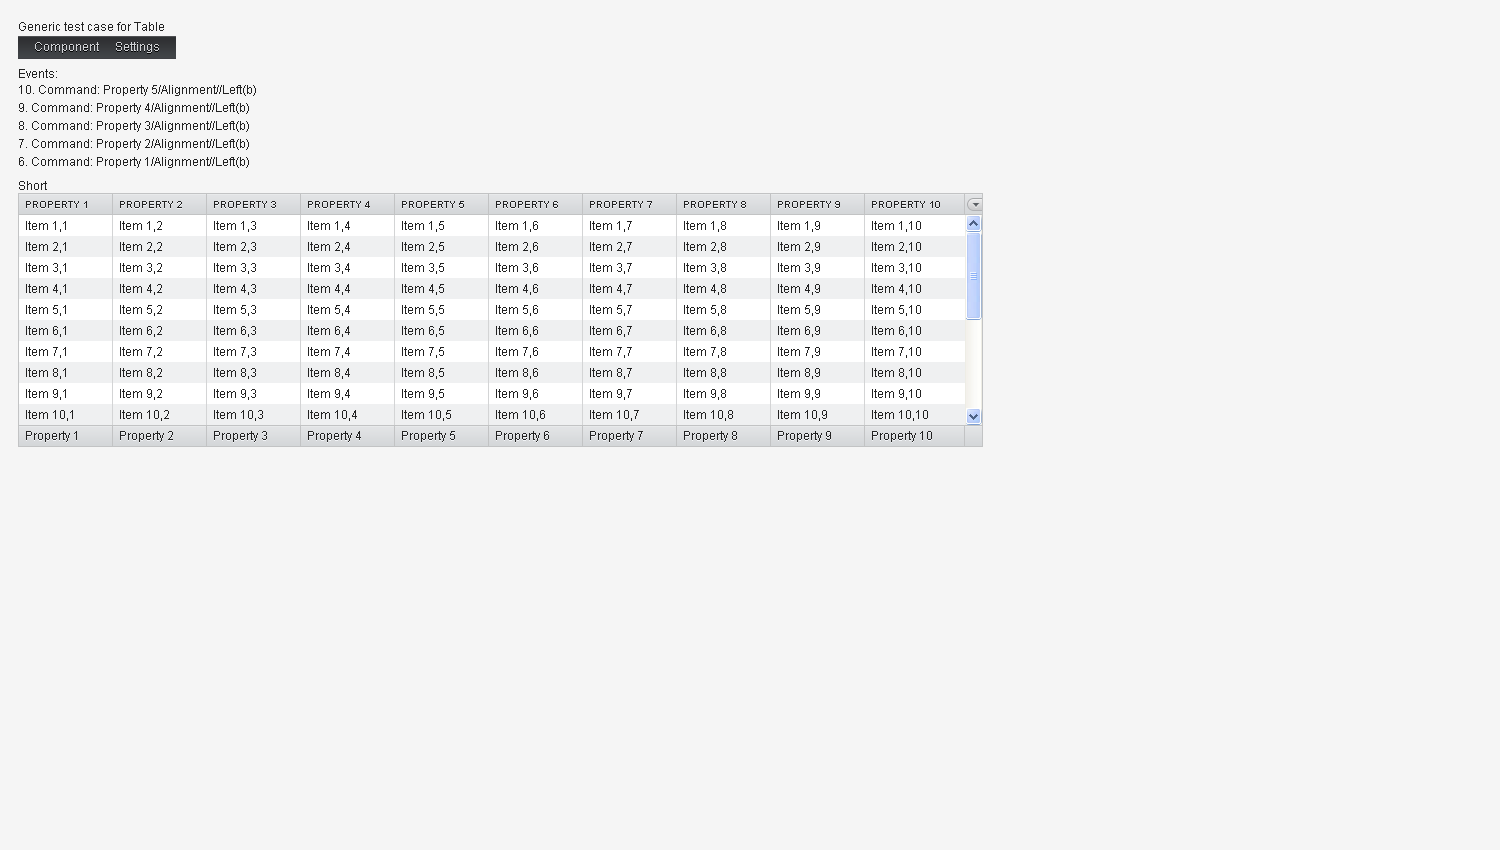 Generic test case for Table
Component Settings
Events:
10. Command: Property 5/Alignment//Left(b)
9. Command: Property 4/Alignment//Left(b)
8. Command: Property 3/Alignment//Left(b)
7. Command: Property 2/Alignment//Left(b)
6. Command: Property 1/Alignment//Left(b)
Short
PROPERTY 1 PROPERTY 2 PROPERTY 3 PROPERTY 4 PROPERTY 5 PROPERTY 6 PROPERTY 7 PROPERTY 8 PROPERTY 9 PROPERTY 10
Item 1,1 Item 1,2 Item 1,3 Item 1,4 Item 1,5 Item 1,6 Item 1,7 Item 1,8 Item 1,9 Item 1,10
Item 2,1 Item 2,2 Item 2,3 Item 2,4 Item 2,5 Item 2,6 Item 2,7 Item 2,8 Item 2,9 Item 2,10
Item 3,1 Item 3,2 Item 3,3 Item 3,4 Item 3,5 Item 3,6 Item 3,7 Item 3,8 Item 3,9 Item 3,10
Item 4,1 Item 4,2 Item 4,3 Item 4,4 Item 4,5 Item 4,6 Item 4,7 Item 4,8 Item 4,9 Item 4,10
Item 5,1 Item 5,2 Item 5,3 Item 5,4 Item 5,5 Item 5,6 Item 5,7 Item 5,8 Item 5,9 Item 5,10
Item 6,1 Item 6,2 Item 6,3 Item 6,4 Item 6,5 Item 6,6 Item 6,7 Item 6,8 Item 6,9 Item 6,10
Item 7,1 Item 7,2 Item 7,3 Item 7,4 Item 7,5 Item 7,6 Item 7,7 Item 7,8 Item 7,9 Item 7,10
Item 8,1 Item 8,2 Item 8,3 Item 8,4 Item 8,5 Item 8,6 Item 8,7 Item 8,8 Item 8,9 Item 8,10
Item 9,1 Item 9,2 Item 9,3 Item 9,4 Item 9,5 Item 9,6 Item 9,7 Item 9,8 Item 9,9 Item 9,10
Item 10,1 Item 10,2 Item 10,3 Item 10,4 Item 10,5 Item 10,6 Item 10,7 Item 10,8 Item 10,9 Item 10,10
Property 1 Property 2 Property 3 Property 4 Property 5 Property 6 Property 7 Property 8 Property 9 Property 10